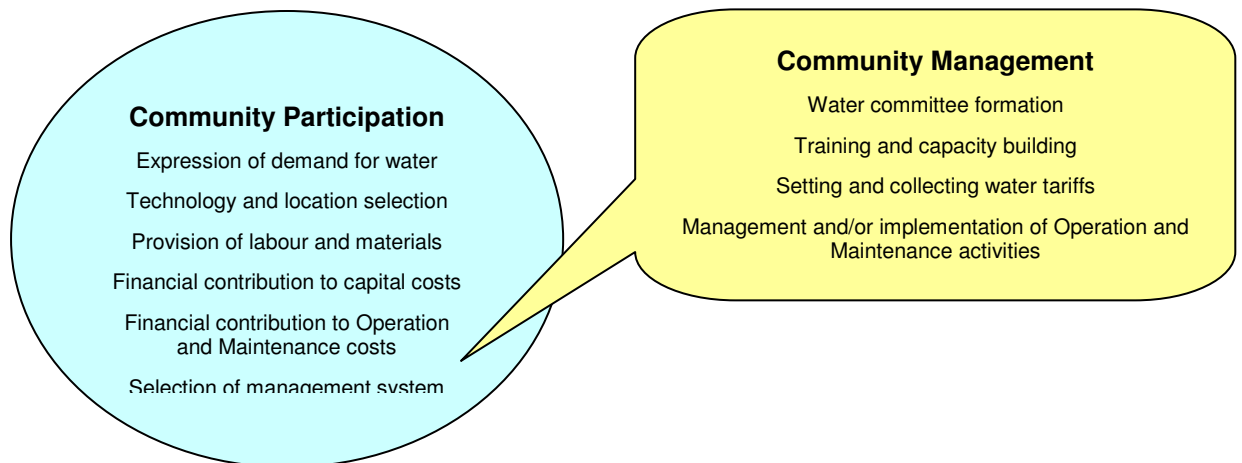 Community Participation
Expression of demand for water
Technology and location selection
Provision of labour and materials
Financial contribution to capital costs
Financial contribution to Operation
and Maintenance costs
Selection of management system
Community Management
Water committee formation
Training and capacity building
Setting and collecting water tariffs
Management and/or implementation of Operation and
Maintenance activities